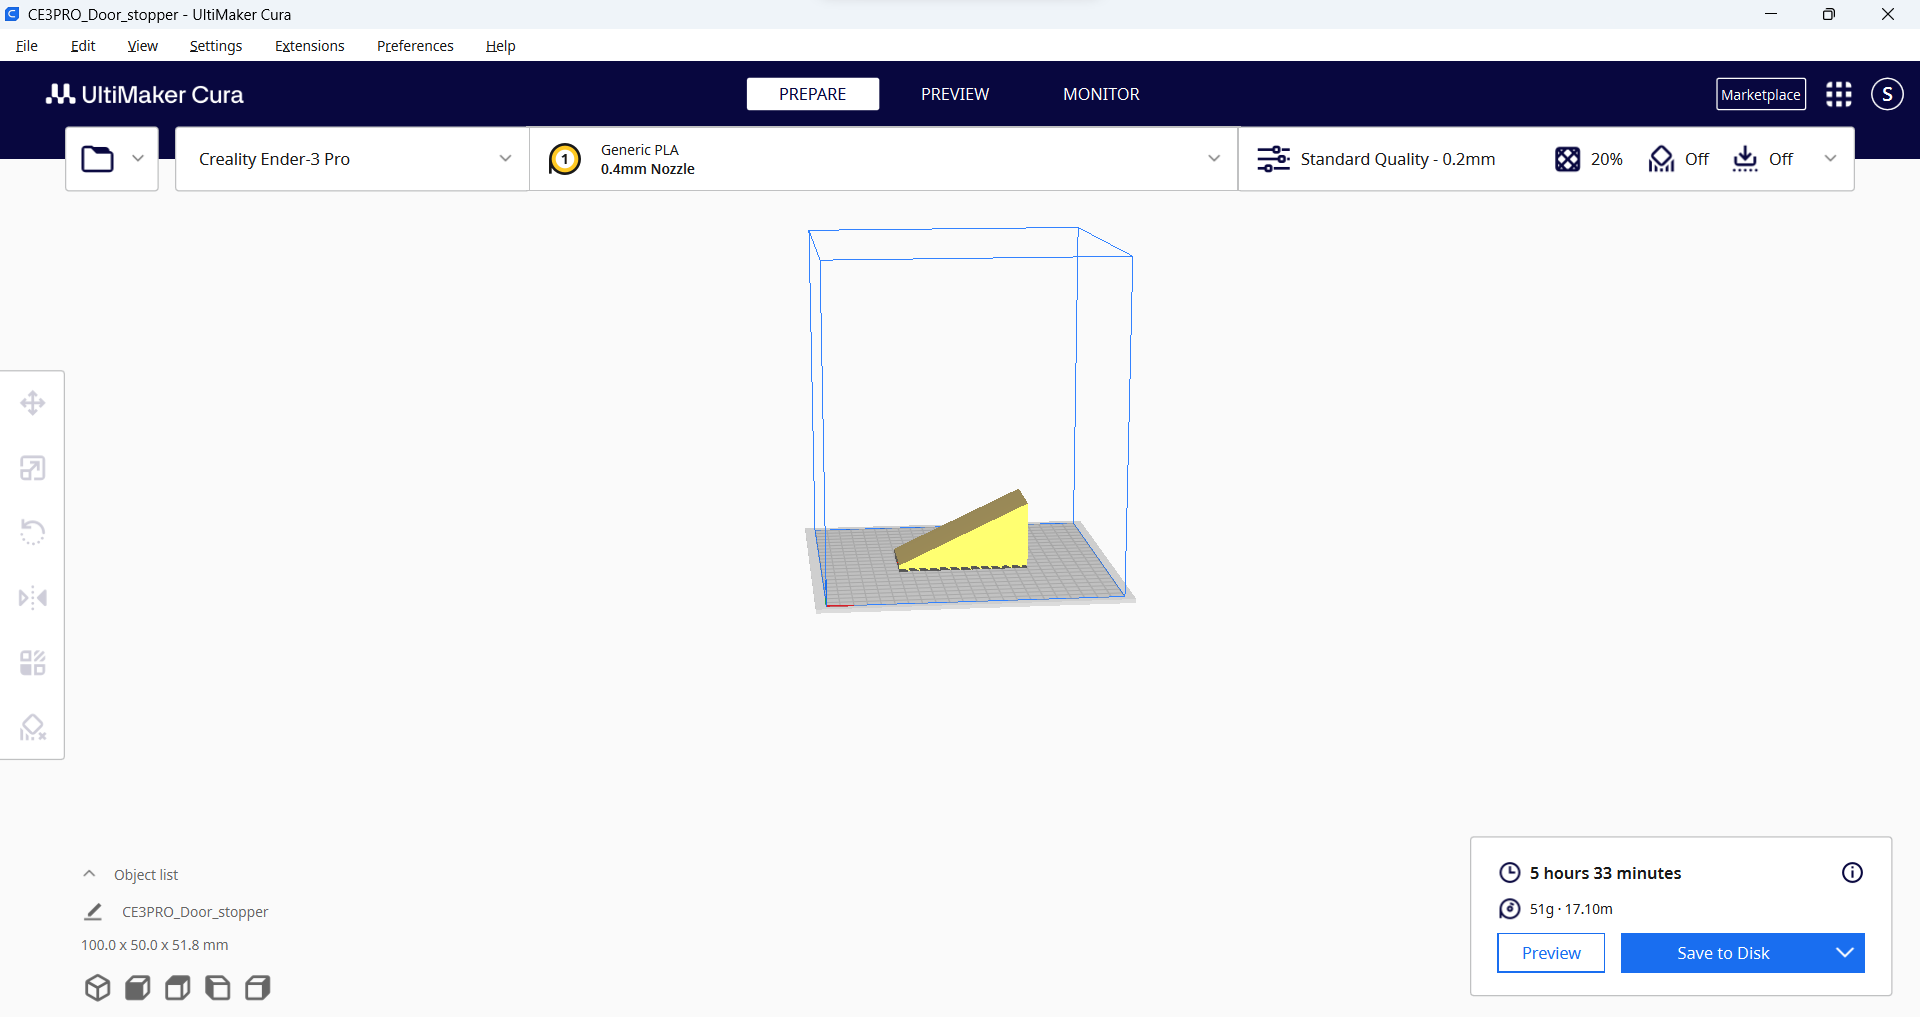 CE3PRO_Door_stopper - UltiMaker Cura
File Edit View Settings Extensions Preferences Help
UltiMaker Cura
PREPARE PREVIEW MONITOR
Marketplace
S
Creality Ender-3 Pro
1
Generic PLA
0.4mm Nozzle
Standard Quality - 0.2mm
20%
Off
Off
Object list
CE3PRO_Door_stopper
100.0 x 50.0 x 51.8 mm
5 hours 33 minutes
51g · 17.10m
Preview
Save to Disk